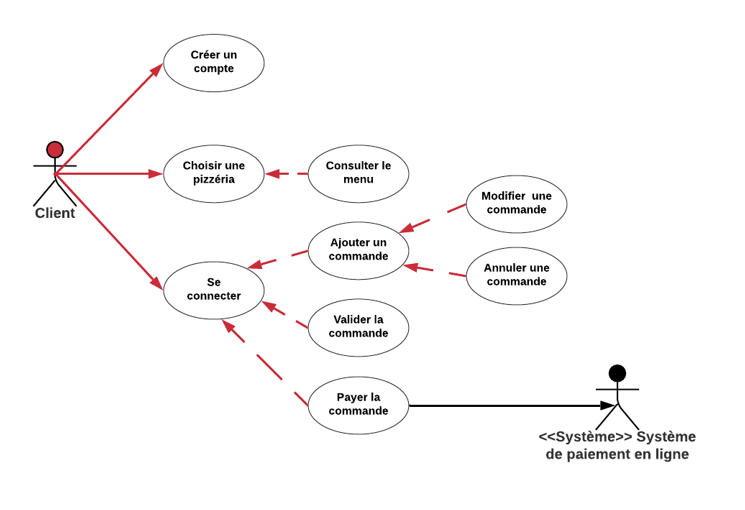 Créer un
compte
Choisir une
pizzéria
Consulter le
menu
Modifier une
commande
Client
Ajouter un
commande
Annuler une
commande
Se
connecter
Valider la
commande
Payer la
commande
<<Système>> Système
de paiement en ligne